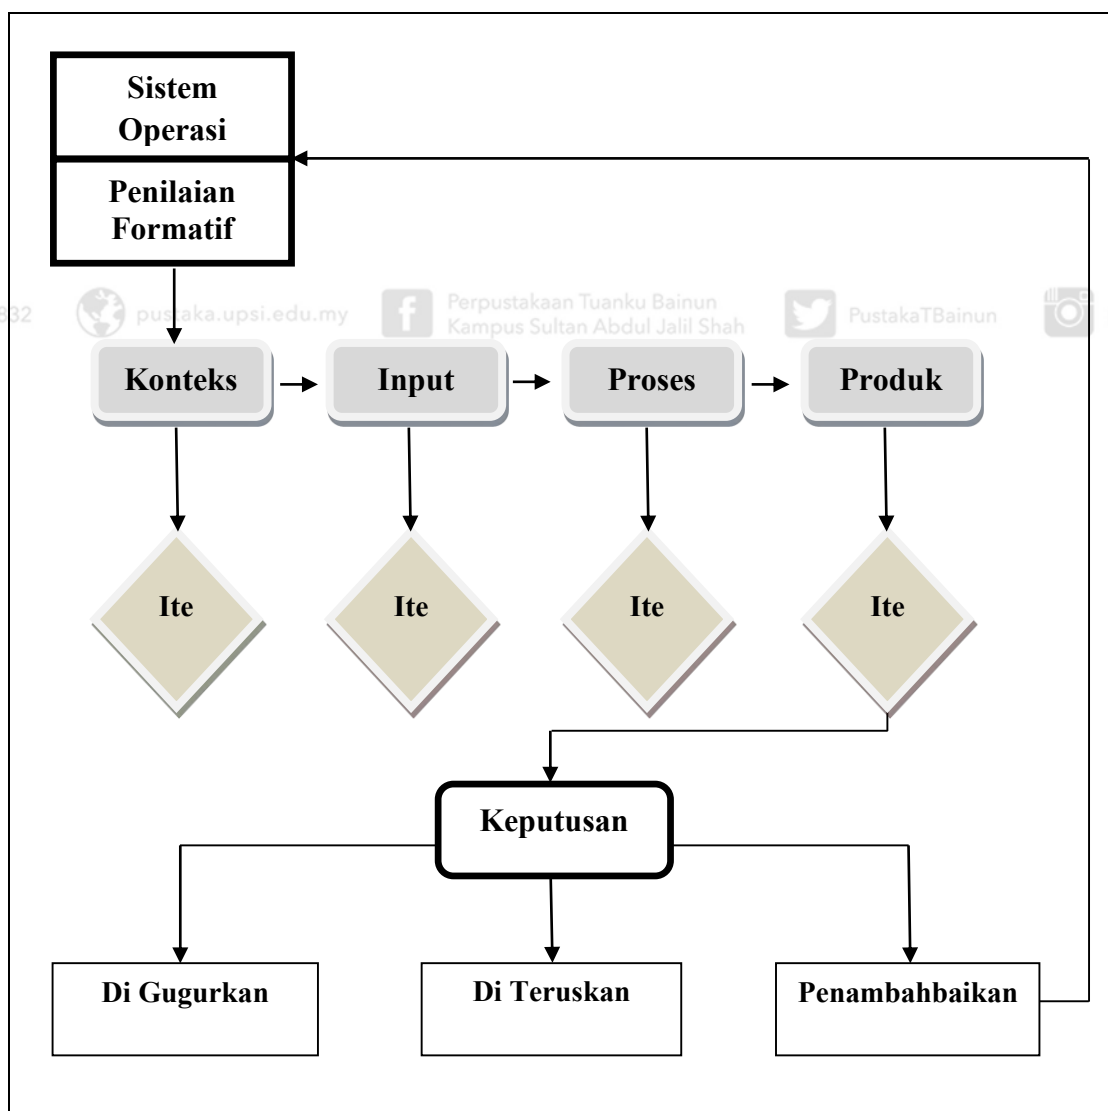 Sistem
Operasi
Penilaian
Formatif
832
pustaka.upsi.edu.my
Perpustakaan Tuanku Bainun
Kampus Sultan Abdul Jalil Shah
PustakaTBainun
Konteks
Input
Proses
Produk
Ite
Ite
Ite
Ite
Keputusan
Di Gugurkan
Di Teruskan
Penambahbaikan